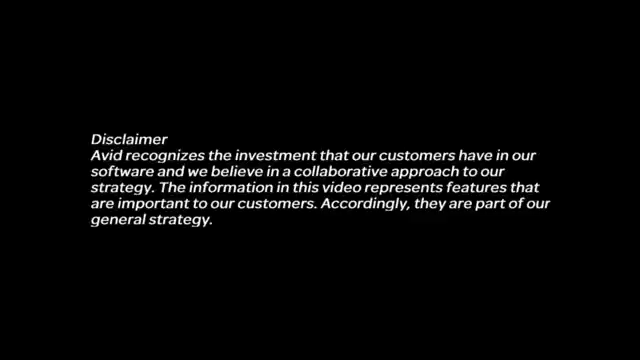 Disclaimer
Avid recognizes the investment that our customers have in our
software and we believe in a collaborative approach to our
strategy. The information in this video represents features that
are important to our customers. Accordingly, they are part of our
general strategy.